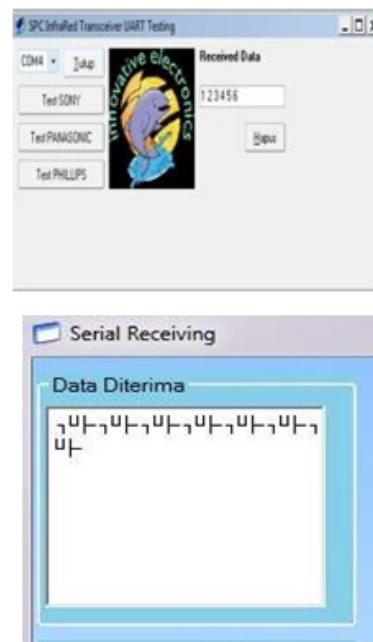 SPC InfraRed Transceiver UART Testing
COM4
Tutup
Received Data
innovative electronics
Test SONY
123456
Test PANASONIC
Hapus
Test PHILLIPS
Serial Receiving
Data Diterima
┐╙├┐╙├┐╙├┐╙├┐╙├┐
╙├